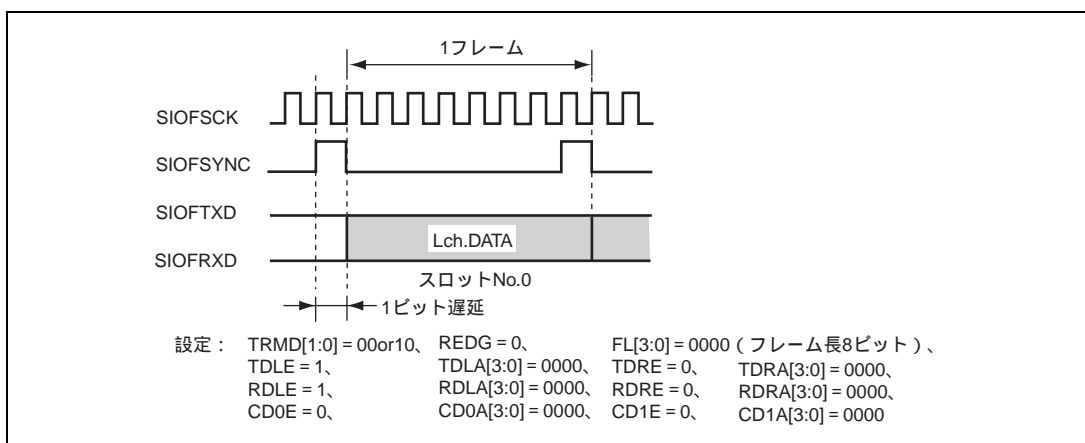 1フレーム
SIOFSCK
SIOFSYNC
SIOFTXD
Lch.DATA
SIOFRXD
スロットNo.0
1ビット遅延
設定： TRMD[1:0] = 00or10、 REDG = 0、 FL[3:0] = 0000（フレーム長8ビット）、
TDLE = 1、 TDLA[3:0] = 0000、 TDRE = 0、 TDRA[3:0] = 0000、
RDLE = 1、 RDLA[3:0] = 0000、 RDRE = 0、 RDRA[3:0] = 0000、
CD0E = 0、 CD0A[3:0] = 0000、 CD1E = 0、 CD1A[3:0] = 0000